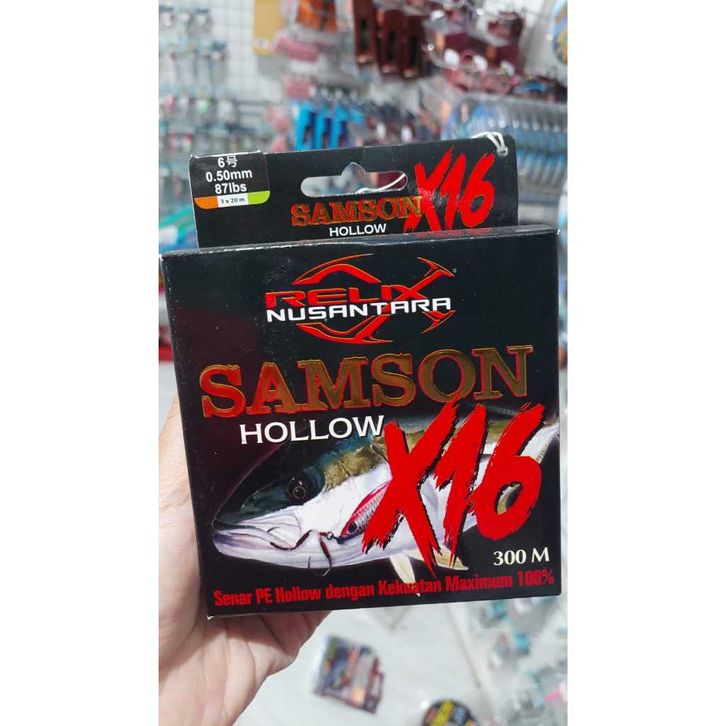 6号
0.50mm
87lbs
3 x 20 m
SAMSON X16
HOLLOW
RELIX
NUSANTARA
SAMSON
HOLLOW
X16
300 M
Senar PE Hollow dengan Kekuatan Maximum 100%